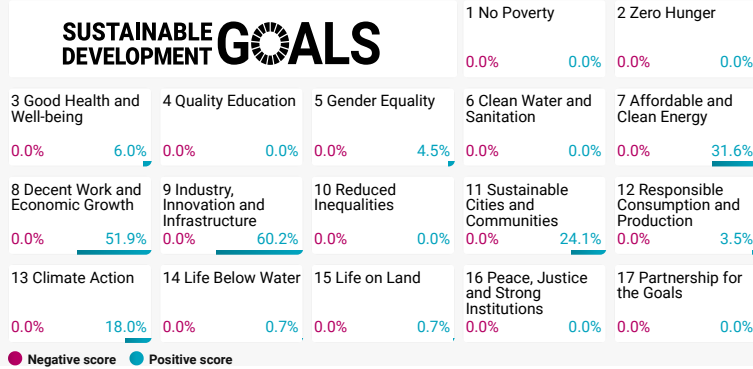 SUSTAINABLE
DEVELOPMENT
GOALS
1 No Poverty
0.0% 0.0%
2 Zero Hunger
0.0% 0.0%
3 Good Health and
Well-being
0.0% 6.0%
4 Quality Education
0.0% 0.0%
5 Gender Equality
0.0% 4.5%
6 Clean Water and
Sanitation
0.0% 0.0%
7 Affordable and
Clean Energy
0.0% 31.6%
8 Decent Work and
Economic Growth
0.0% 51.9%
9 Industry,
Innovation and
Infrastructure
0.0% 60.2%
10 Reduced
Inequalities
0.0% 0.0%
11 Sustainable
Cities and
Communities
0.0% 24.1%
12 Responsible
Consumption and
Production
0.0% 3.5%
13 Climate Action
0.0% 18.0%
14 Life Below Water
0.0% 0.7%
15 Life on Land
0.0% 0.7%
16 Peace, Justice
and Strong
Institutions
0.0% 0.0%
17 Partnership for
the Goals
0.0% 0.0%
Negative score Positive score